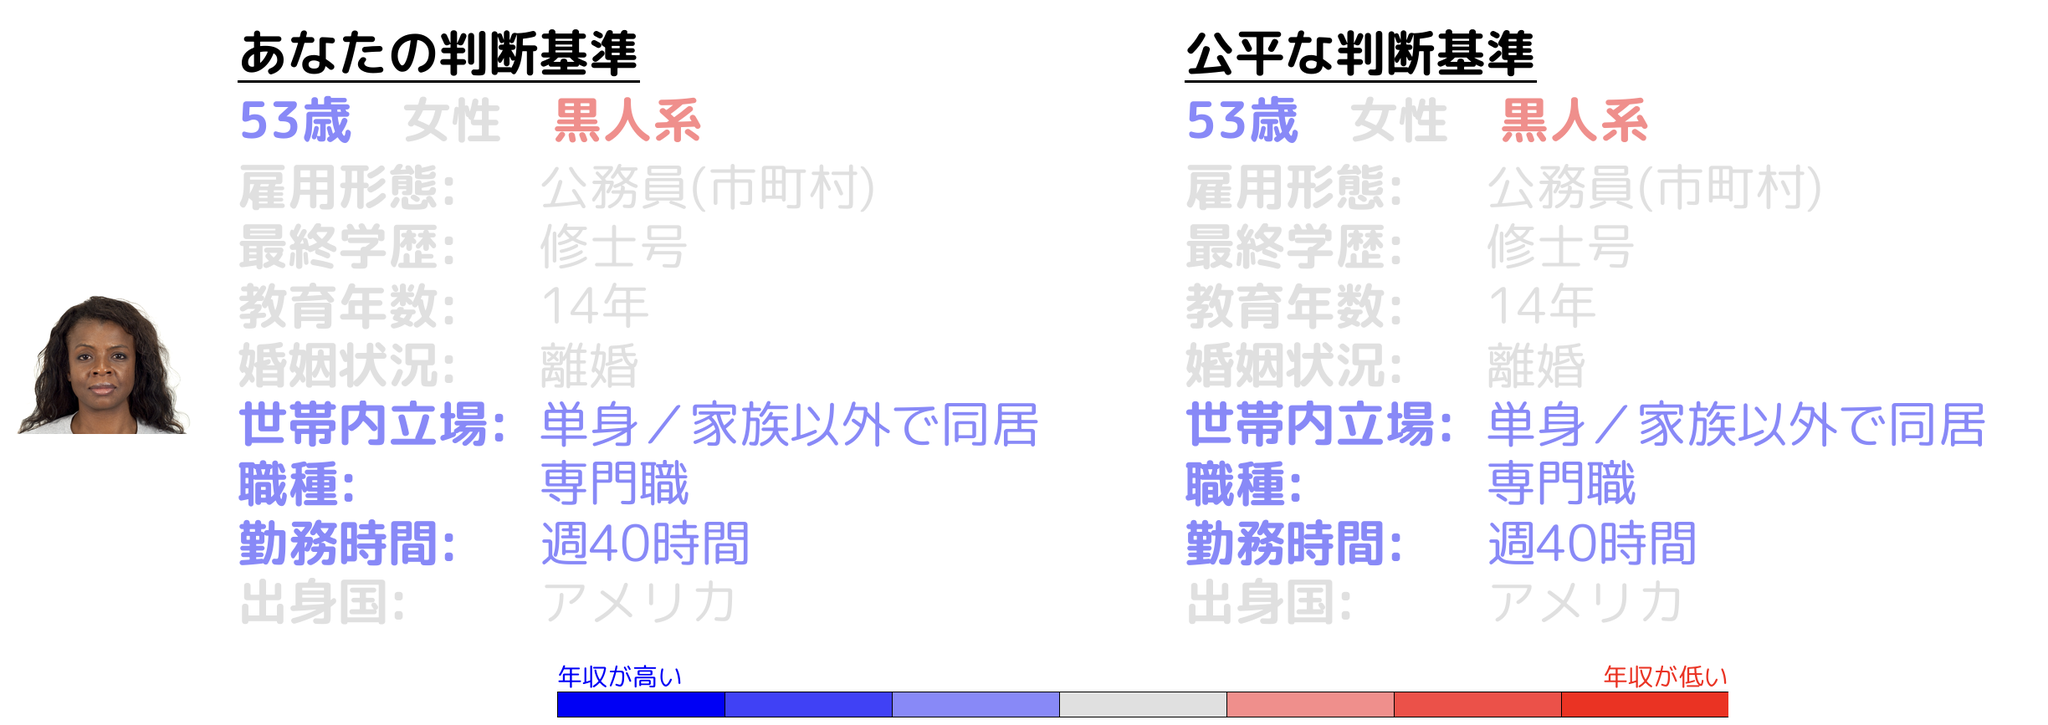 あなたの判断基準
53歳 女性 黒人系
雇用形態: 公務員(市町村)
最終学歴: 修士号
教育年数: 14年
婚姻状況: 離婚
世帯内立場: 単身／家族以外で同居
職種: 専門職
勤務時間: 週40時間
出身国: アメリカ
公平な判断基準
53歳 女性 黒人系
雇用形態: 公務員(市町村)
最終学歴: 修士号
教育年数: 14年
婚姻状況: 離婚
世帯内立場: 単身／家族以外で同居
職種: 専門職
勤務時間: 週40時間
出身国: アメリカ
年収が高い
年収が低い